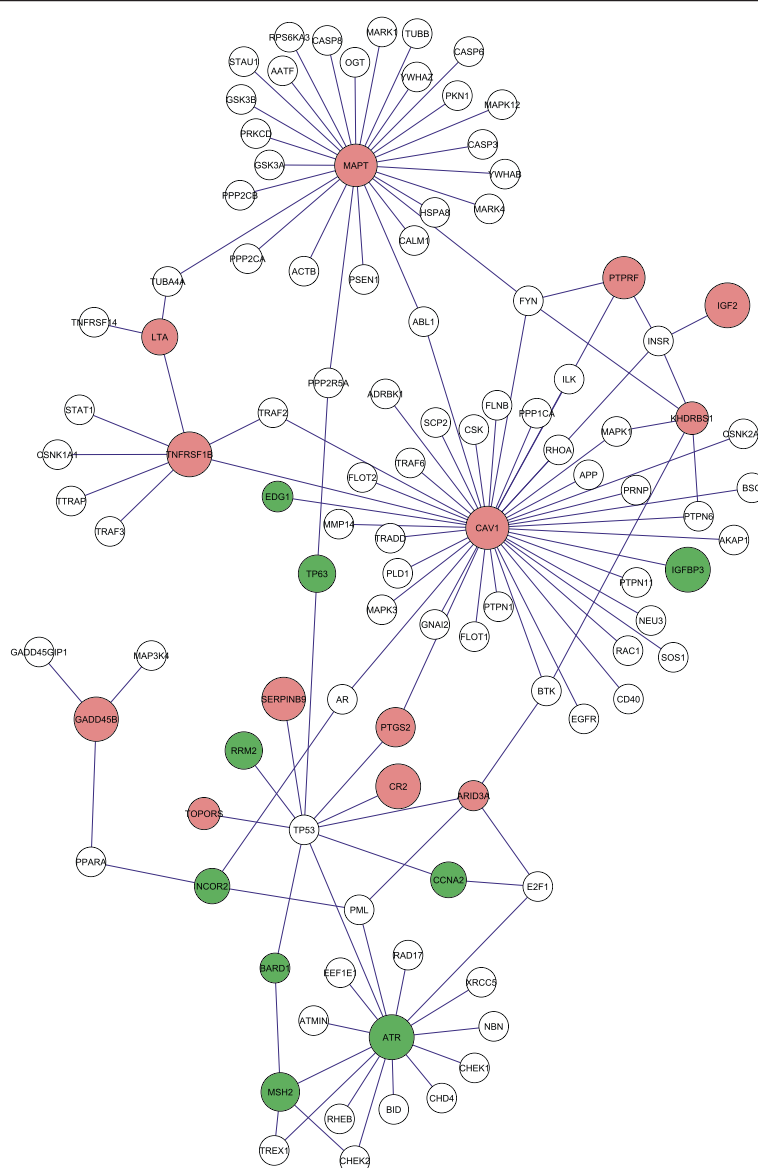 MARK1
TUBB
RPS6KA3
CASP8
CASP6
STAU1
OGT
AATF
YWHAZ
PKN1
GSK3B
MAPK12
PRKCD
CASP3
GSK3A
MAPT
YWHAB
PPP2CB
MARK4
HSPA8
CALM1
PPP2CA
ACTB
PSEN1
TUBA4A
PTPRF
FYN
IGF2
TNFRSF14
ABL1
LTA
INSR
ILK
PPP2R5A
ADRBK1
FLNB
STAT1
TRAF2
PPP1CA
KHDRBS1
SCP2
CSK
MAPK1
CSNK2A
RHOA
CSNK1A1
TNFRSF1B
TRAF6
FLOT2
APP
PRNP
BSG
EDG1
TTRAP
PTPN6
MMP14
CAV1
TRAF3
TRADD
AKAP1
IGFBP3
TP63
PLD1
PTPN11
MAPK3
PTPN1
NEU3
GNAI2
FLOT1
GADD45GIP1
MAP3K4
RAC1
SOS1
SERPINB9
AR
BTK
CD40
GADD45B
PTGS2
EGFR
RRM2
CR2
ARID3A
TOPORS
TP53
PPARA
NCOR2
CCNA2
E2F1
PML
RAD17
BARD1
EEF1E1
XRCC5
ATMIN
NBN
ATR
CHEK1
MSH2
CHD4
BID
RHEB
TREX1
CHEK2